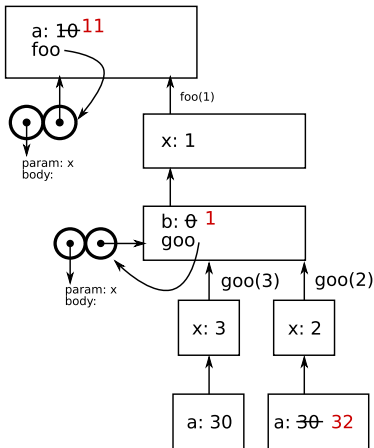 a: 10 11
foo
foo(1)
param: x
body:
x: 1
b: 0 1
goo
param: x
body:
goo(3)
goo(2)
x: 3
x: 2
a: 30
a: 30 32